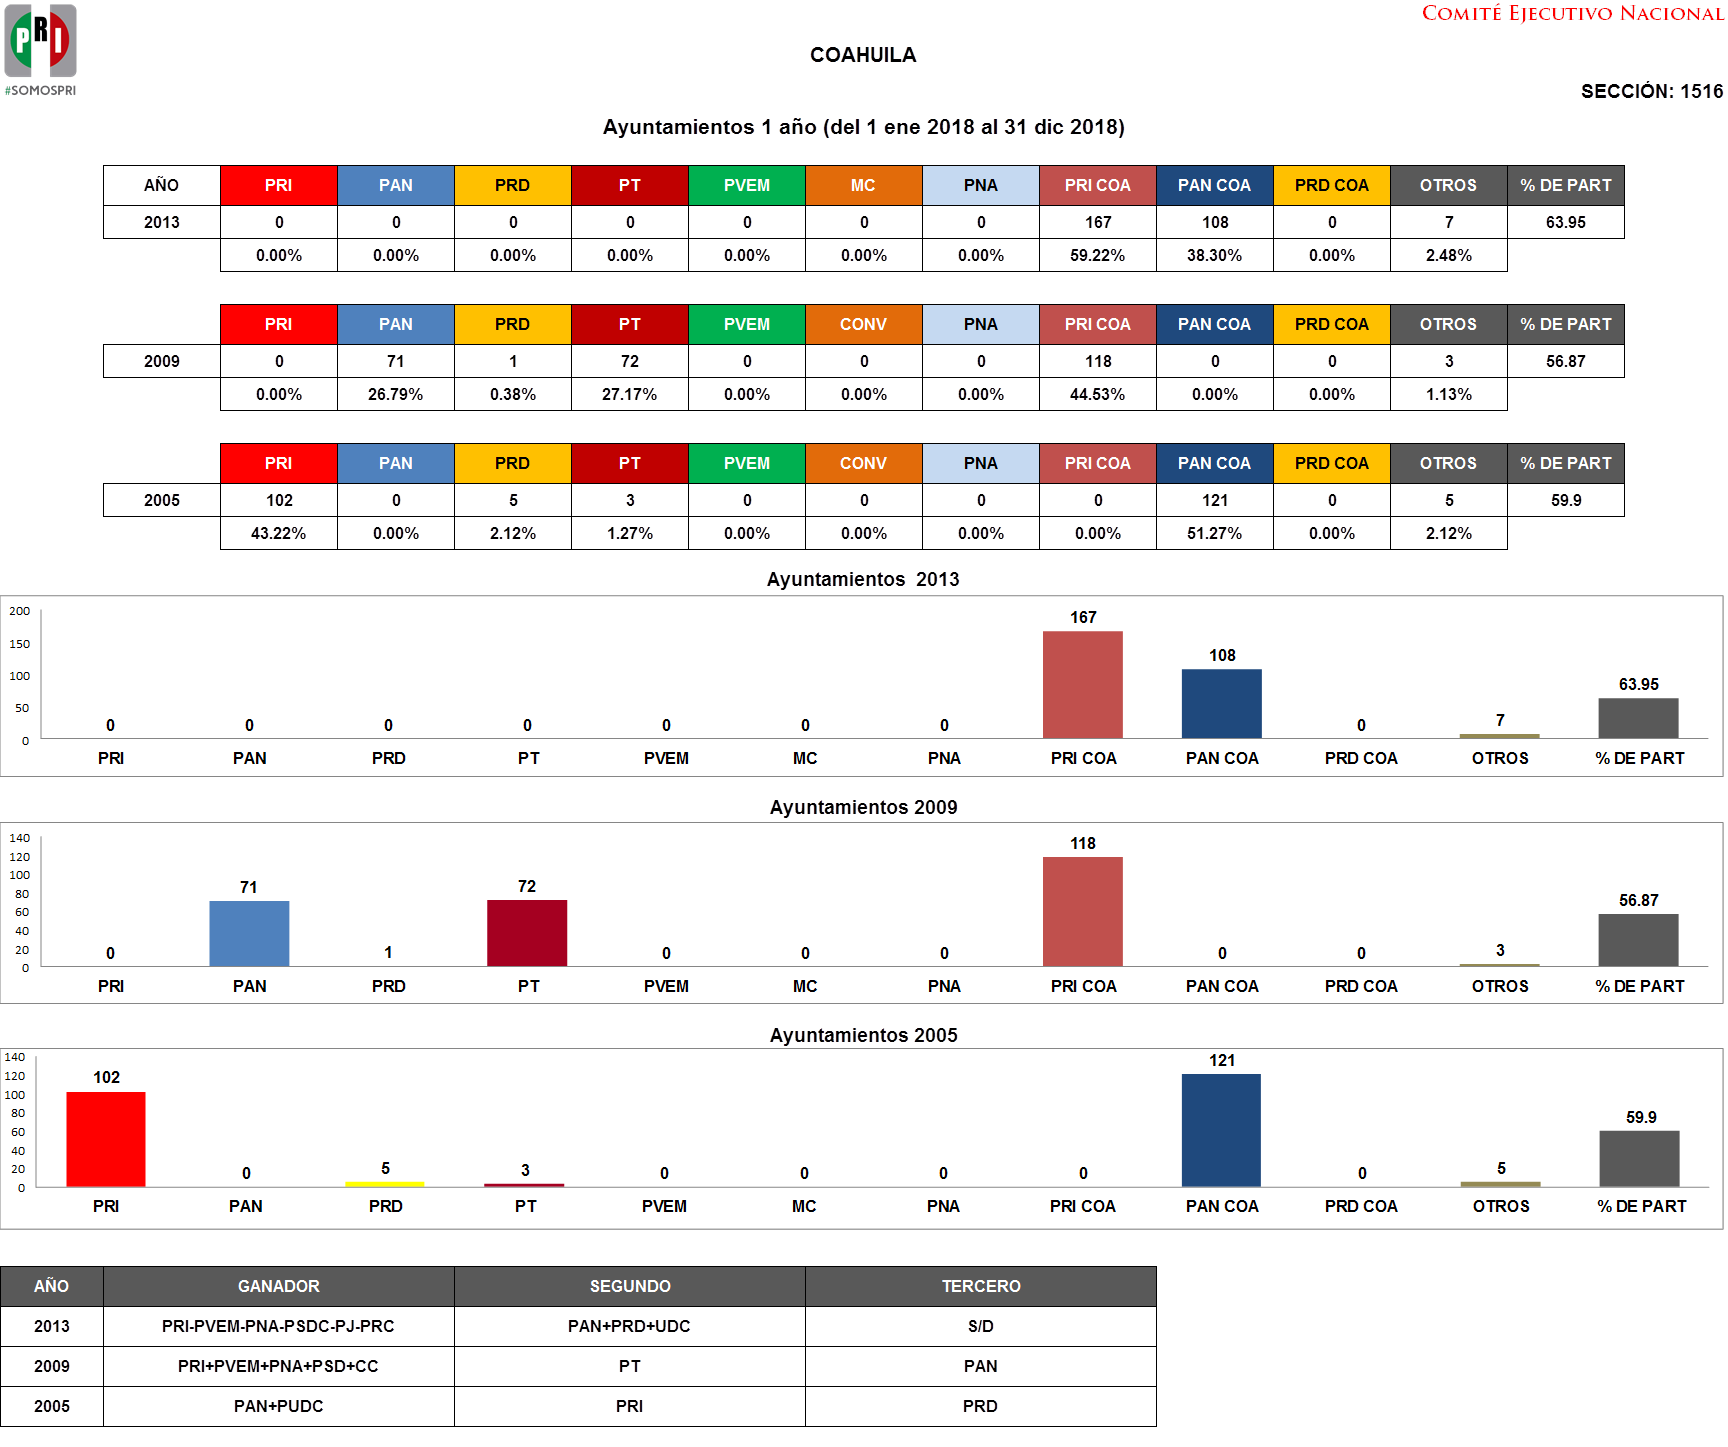 COMITÉ EJECUTIVO NACIONAL
PRI
#SOMOSPRI
COAHUILA
SECCIÓN: 1516
Ayuntamientos 1 año (del 1 ene 2018 al 31 dic 2018)
AÑO PRI PAN PRD PT PVEM MC PNA PRI COA PAN COA PRD COA OTROS % DE PART
2013 0 0 0 0 0 0 0 167 108 0 7 63.95
0.00% 0.00% 0.00% 0.00% 0.00% 0.00% 0.00% 59.22% 38.30% 0.00% 2.48%
PRI PAN PRD PT PVEM CONV PNA PRI COA PAN COA PRD COA OTROS % DE PART
2009 0 71 1 72 0 0 0 118 0 0 3 56.87
0.00% 26.79% 0.38% 27.17% 0.00% 0.00% 0.00% 44.53% 0.00% 0.00% 1.13%
PRI PAN PRD PT PVEM CONV PNA PRI COA PAN COA PRD COA OTROS % DE PART
2005 102 0 5 3 0 0 0 0 121 0 5 59.9
43.22% 0.00% 2.12% 1.27% 0.00% 0.00% 0.00% 0.00% 51.27% 0.00% 2.12%
Ayuntamientos 2013
200
150
100
50
0
0 0 0 0 0 0 0 167 108 0 7 63.95
PRI PAN PRD PT PVEM MC PNA PRI COA PAN COA PRD COA OTROS % DE PART
Ayuntamientos 2009
140
120
100
80
60
40
20
0
0 71 1 72 0 0 0 118 0 0 3 56.87
PRI PAN PRD PT PVEM MC PNA PRI COA PAN COA PRD COA OTROS % DE PART
Ayuntamientos 2005
140
120
100
80
60
40
20
0
102 0 5 3 0 0 0 0 121 0 5 59.9
PRI PAN PRD PT PVEM MC PNA PRI COA PAN COA PRD COA OTROS % DE PART
AÑO GANADOR SEGUNDO TERCERO
2013 PRI-PVEM-PNA-PSDC-PJ-PRC PAN+PRD+UDC S/D
2009 PRI+PVEM+PNA+PSD+CC PT PAN
2005 PAN+PUDC PRI PRD